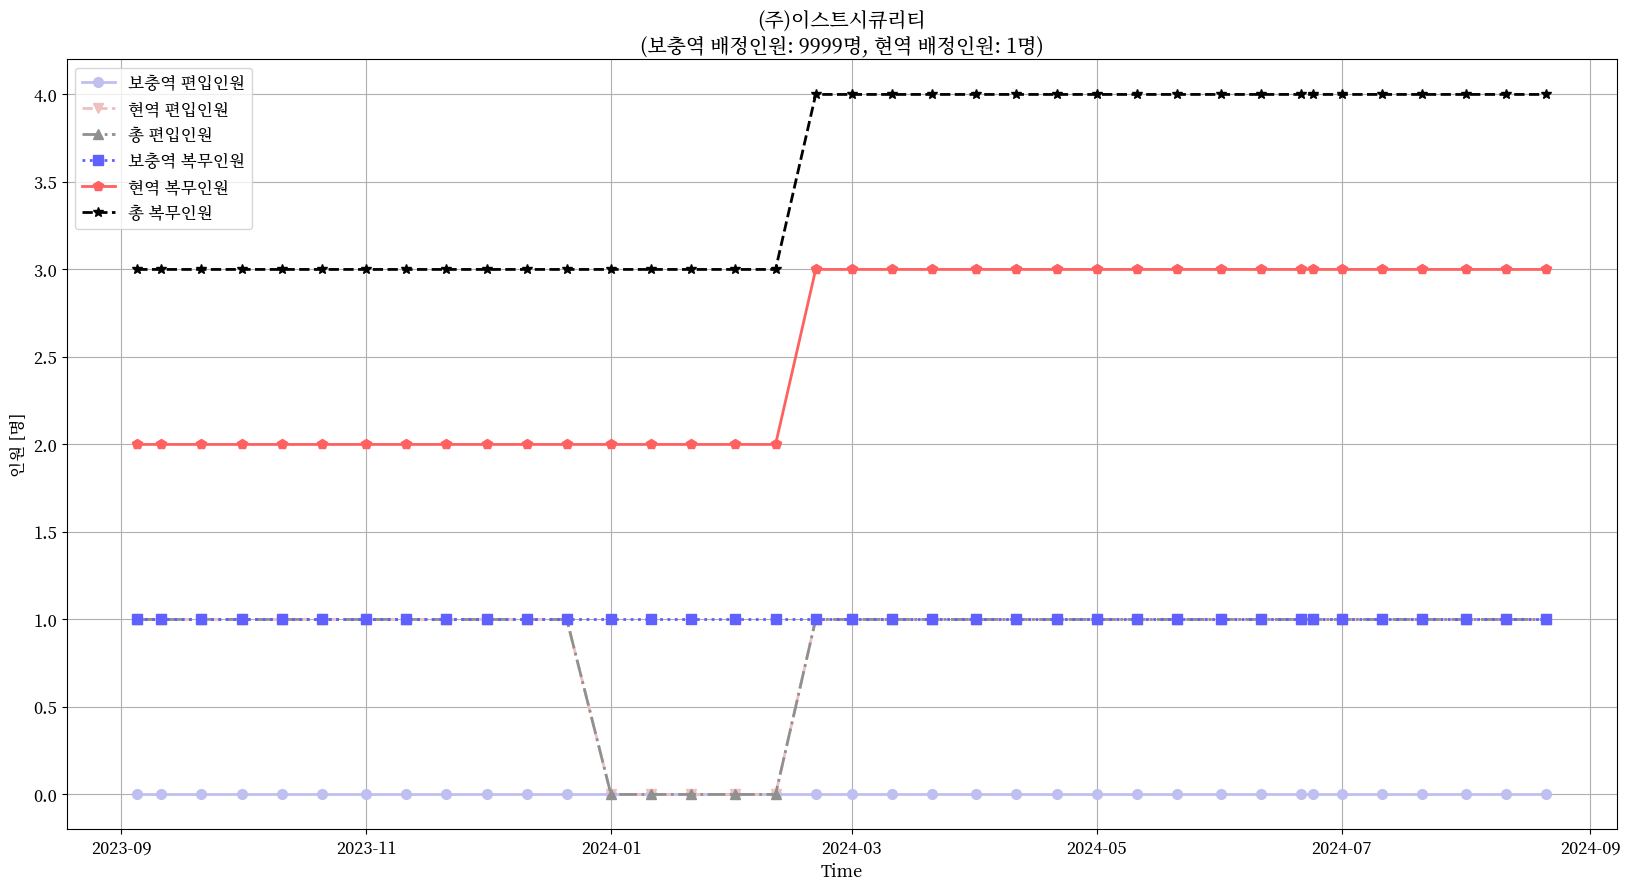 (주)이스트시큐리티
(보충역 배정인원: 9999명, 현역 배정인원: 1명)
보충역 편입인원
현역 편입인원
총 편입인원
보충역 복무인원
현역 복무인원
총 복무인원
인원 [명]
4.0
3.5
3.0
2.5
2.0
1.5
1.0
0.5
0.0
2023-09
2023-11
2024-01
2024-03
2024-05
2024-07
2024-09
Time